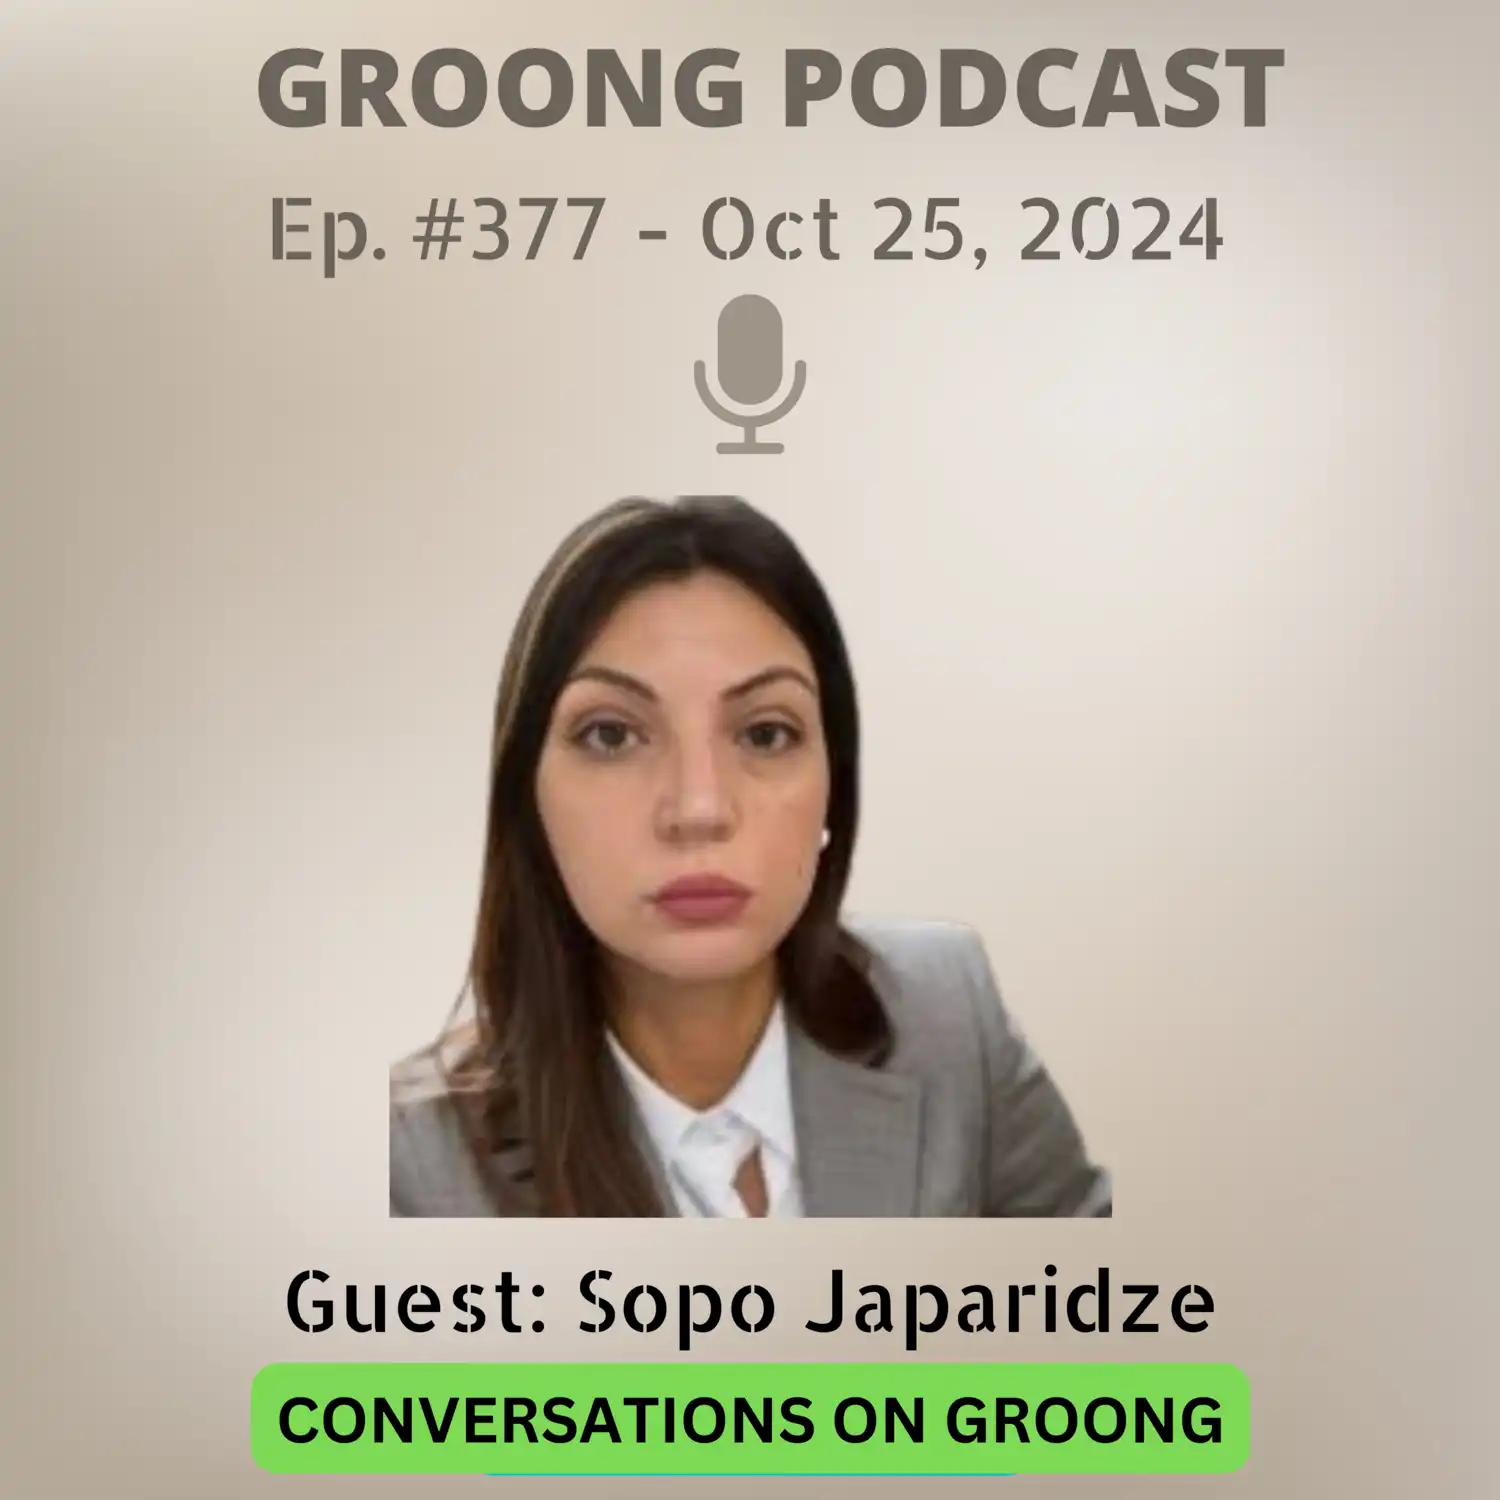 GROONG PODCAST
Ep. #377 - Oct 25, 2024
Guest: Sopo Japaridze
CONVERSATIONS ON GROONG